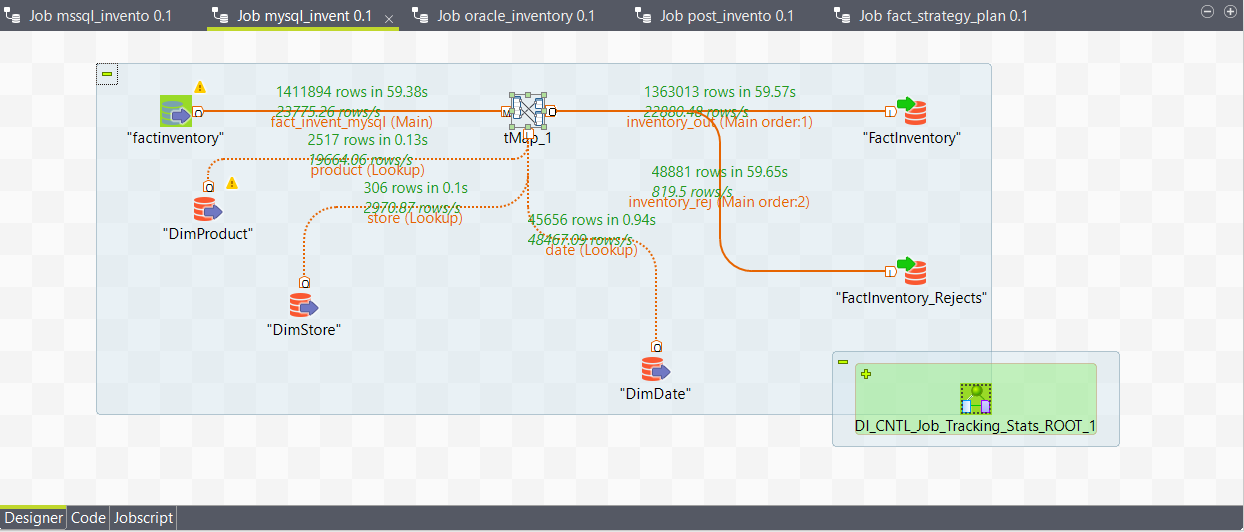 Job mssql_invento 0.1
Job mysql_invent 0.1
Job oracle_inventory 0.1
Job post_invento 0.1
Job fact_strategy_plan 0.1
1411894 rows in 59.38s
23775.26 rows/s
fact_invent_mysql (Main)
"factinventory"
tMap_1
1363013 rows in 59.57s
22880.48 rows/s
inventory_out (Main order:1)
"FactInventory"
2517 rows in 0.13s
19664.06 rows/s
product (Lookup)
"DimProduct"
306 rows in 0.1s
2970.87 rows/s
store (Lookup)
"DimStore"
45656 rows in 0.94s
48467.09 rows/s
date (Lookup)
"DimDate"
48881 rows in 59.65s
819.5 rows/s
inventory_rej (Main order:2)
"FactInventory_Rejects"
DI_CNTL_Job_Tracking_Stats_ROOT_1
Designer
Code
Jobscript